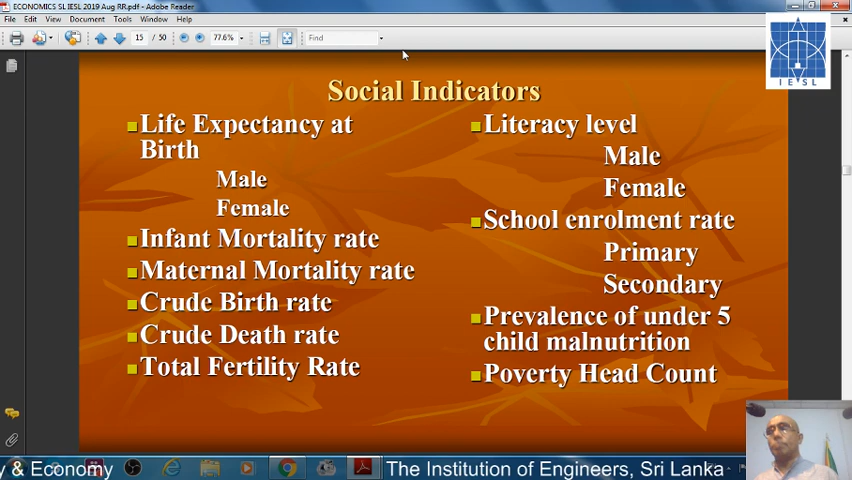 ECONOMICS SL IESL 2019 Aug RR.pdf - Adobe Reader
File Edit View Document Tools Window Help
15 / 50 77.6% Find
IESL
Social Indicators
Life Expectancy at
Birth
Male
Female
Infant Mortality rate
Maternal Mortality rate
Crude Birth rate
Crude Death rate
Total Fertility Rate
Literacy level
Male
Female
School enrolment rate
Primary
Secondary
Prevalence of under 5
child malnutrition
Poverty Head Count
y & Economy The Institution of Engineers, Sri Lanka